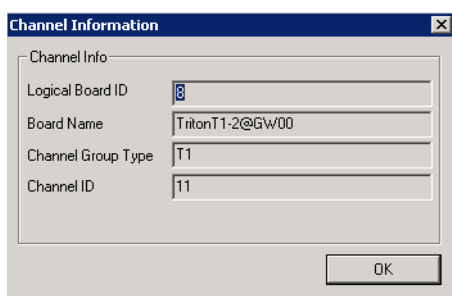 Channel Information
Channel Info
Logical Board ID 8
Board Name TritonT1-2@GW00
Channel Group Type T1
Channel ID 11
OK